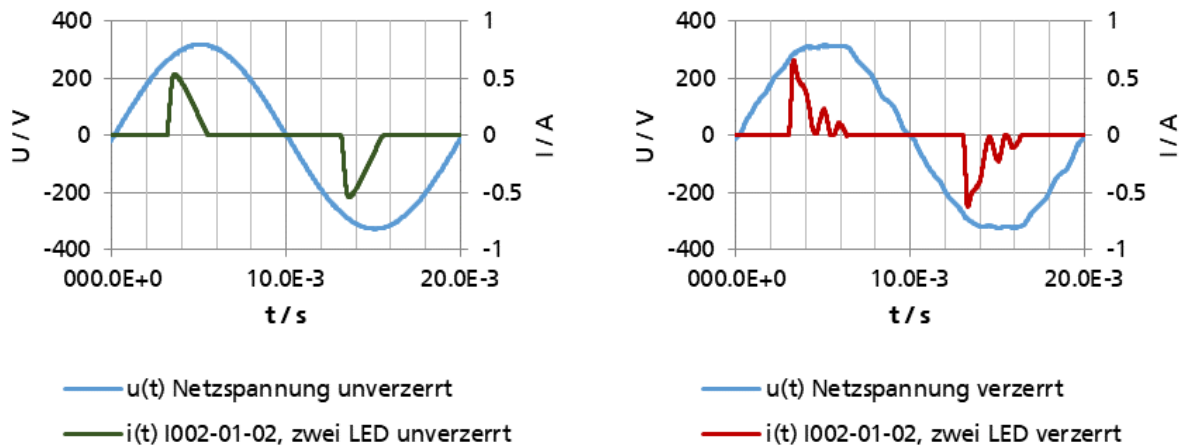 400
200
0
-200
-400
U / V
1
0.5
0
-0.5
-1
I / A
000.0E+0
10.0E-3
20.0E-3
t / s
u(t) Netzspannung unverzerrt
i(t) I002-01-02, zwei LED unverzerrt
400
200
0
-200
-400
U / V
1
0.5
0
-0.5
-1
I / A
000.0E+0
10.0E-3
20.0E-3
t / s
u(t) Netzspannung verzerrt
i(t) I002-01-02, zwei LED verzerrt